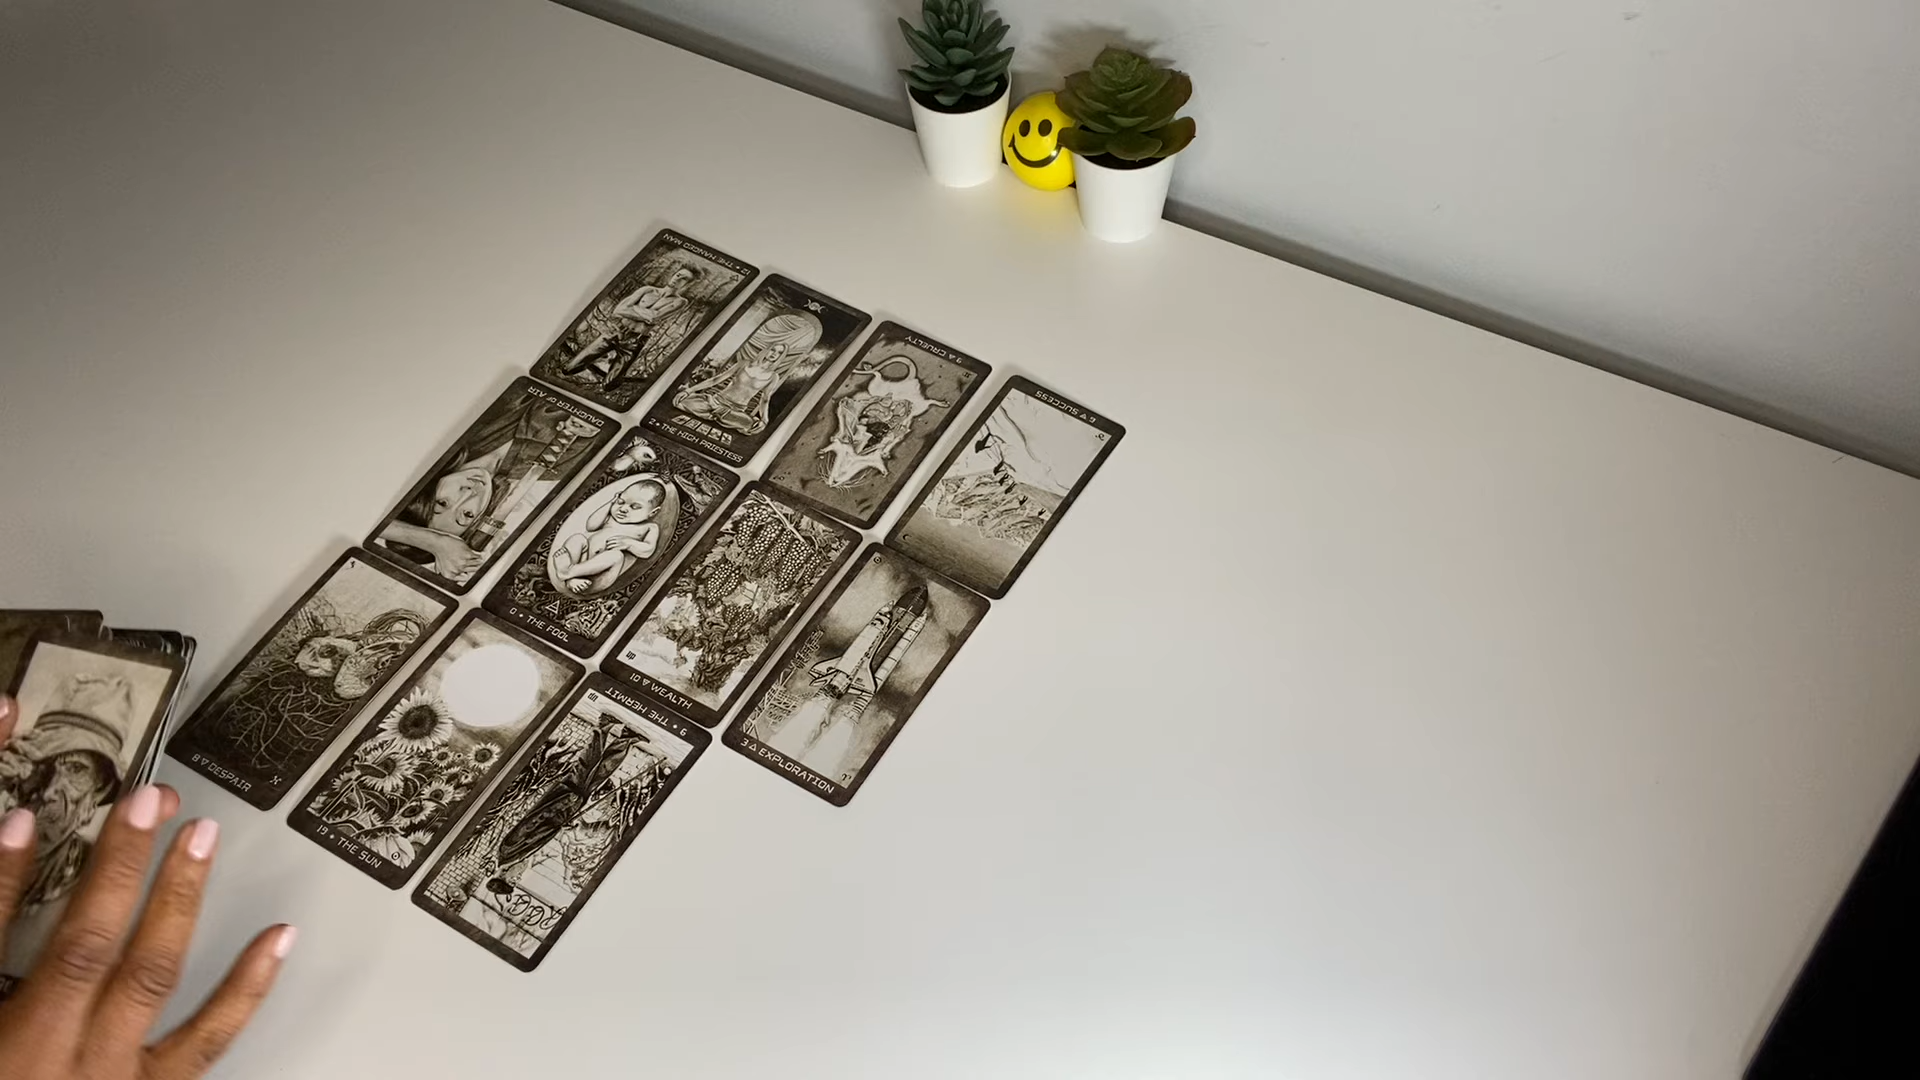 12 • THE HANGED MAN
2 • THE HIGH PRIESTESS
9 CRUELTY
6 SUCCESS
DAUGHTER OF AIR
0 • THE FOOL
10 WEALTH
3 EXPLORATION
8 DESPAIR
19 • THE SUN
9 • THE HERMIT